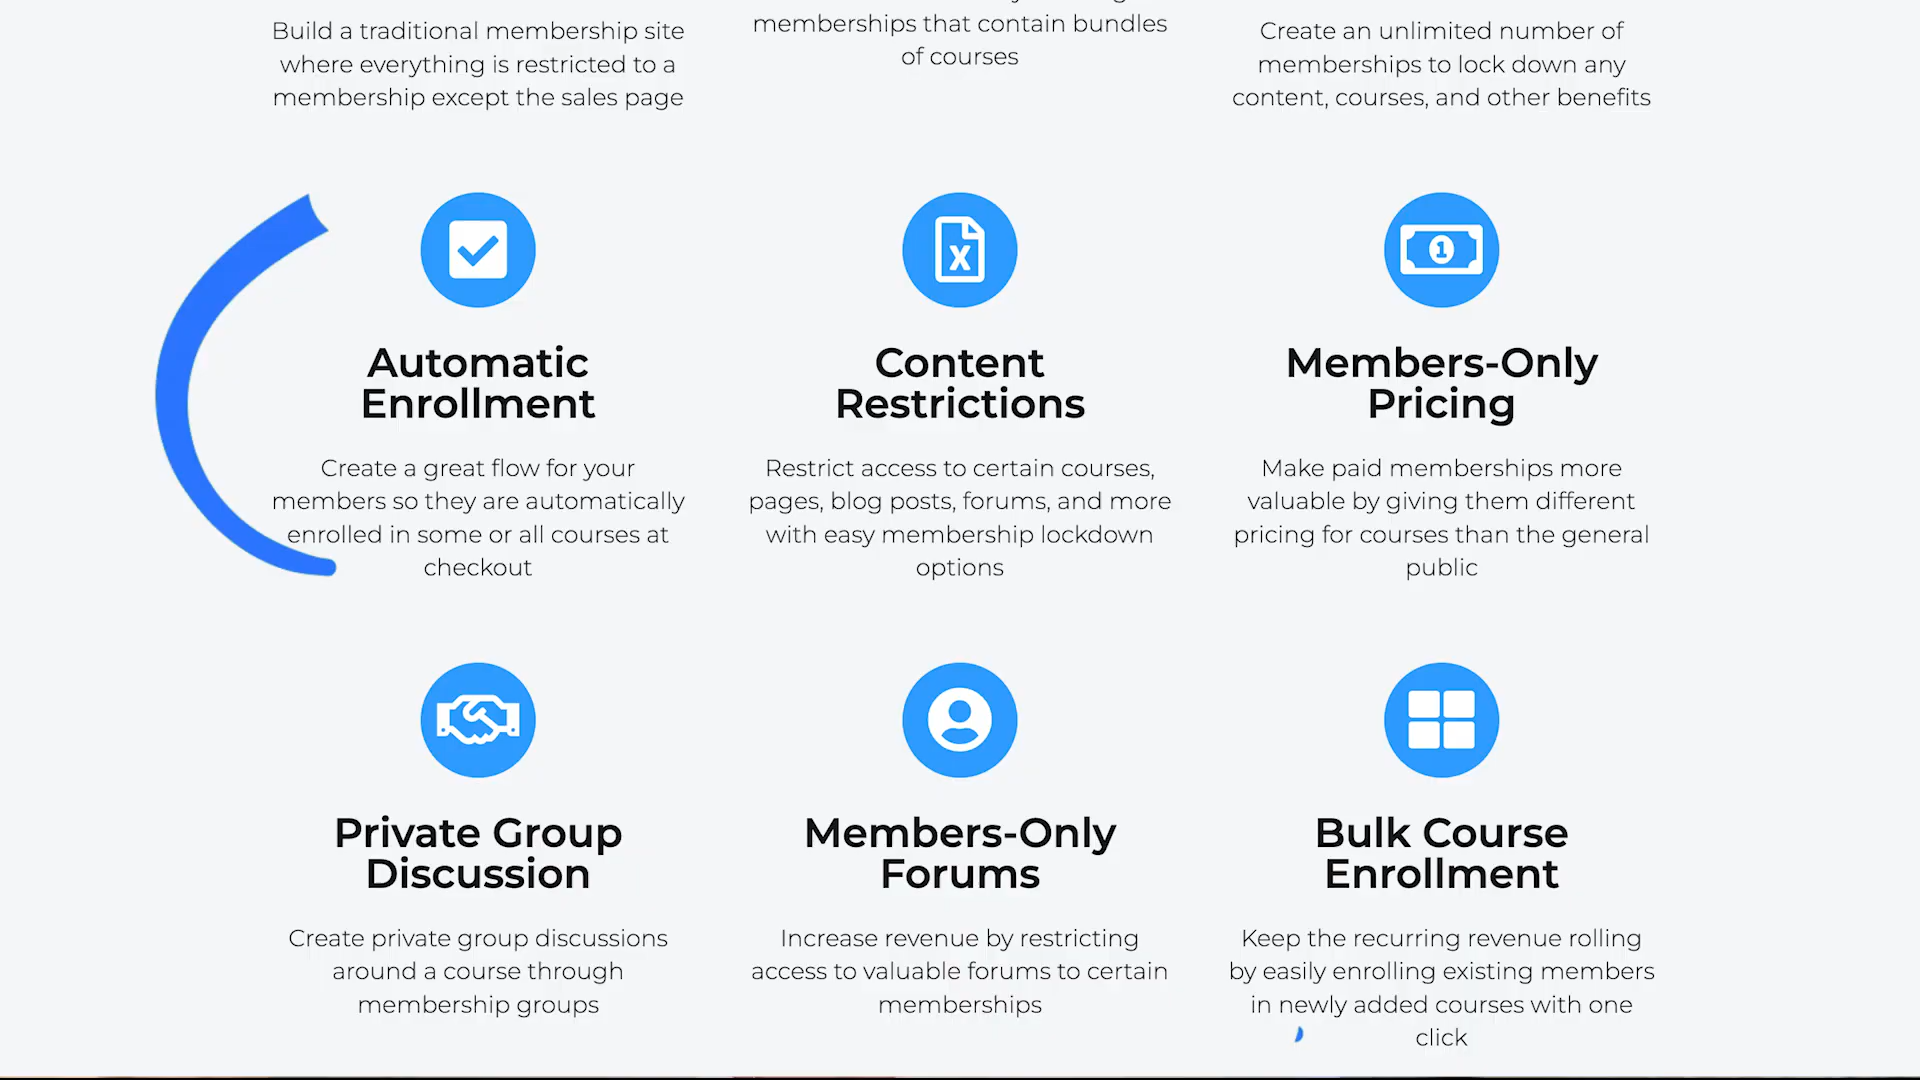 Build a traditional membership site
where everything is restricted to a
membership except the sales page
memberships that contain bundles
of courses
Create an unlimited number of
memberships to lock down any
content, courses, and other benefits
Automatic
Enrollment
Create a great flow for your
members so they are automatically
enrolled in some or all courses at
checkout
X
Content
Restrictions
Restrict access to certain courses,
pages, blog posts, forums, and more
with easy membership lockdown
options
1
Members-Only
Pricing
Make paid memberships more
valuable by giving them different
pricing for courses than the general
public
Private Group
Discussion
Create private group discussions
around a course through
membership groups
Members-Only
Forums
Increase revenue by restricting
access to valuable forums to certain
memberships
Bulk Course
Enrollment
Keep the recurring revenue rolling
by easily enrolling existing members
in newly added courses with one
click